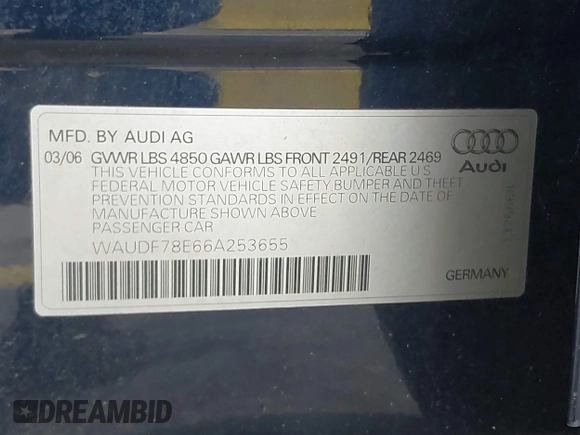 MFD. BY AUDI AG
03/06 GVWR LBS 4850 GAWR LBS FRONT 2491/REAR 2469
THIS VEHICLE CONFORMS TO ALL APPLICABLE U S
FEDERAL MOTOR VEHICLE SAFETY BUMPER AND THEFT
PREVENTION STANDARDS IN EFFECT ON THE DATE OF
MANUFACTURE SHOWN ABOVE
PASSENGER CAR
WAUDF78E66A253655
Audi
GERMANY
DREAMBID